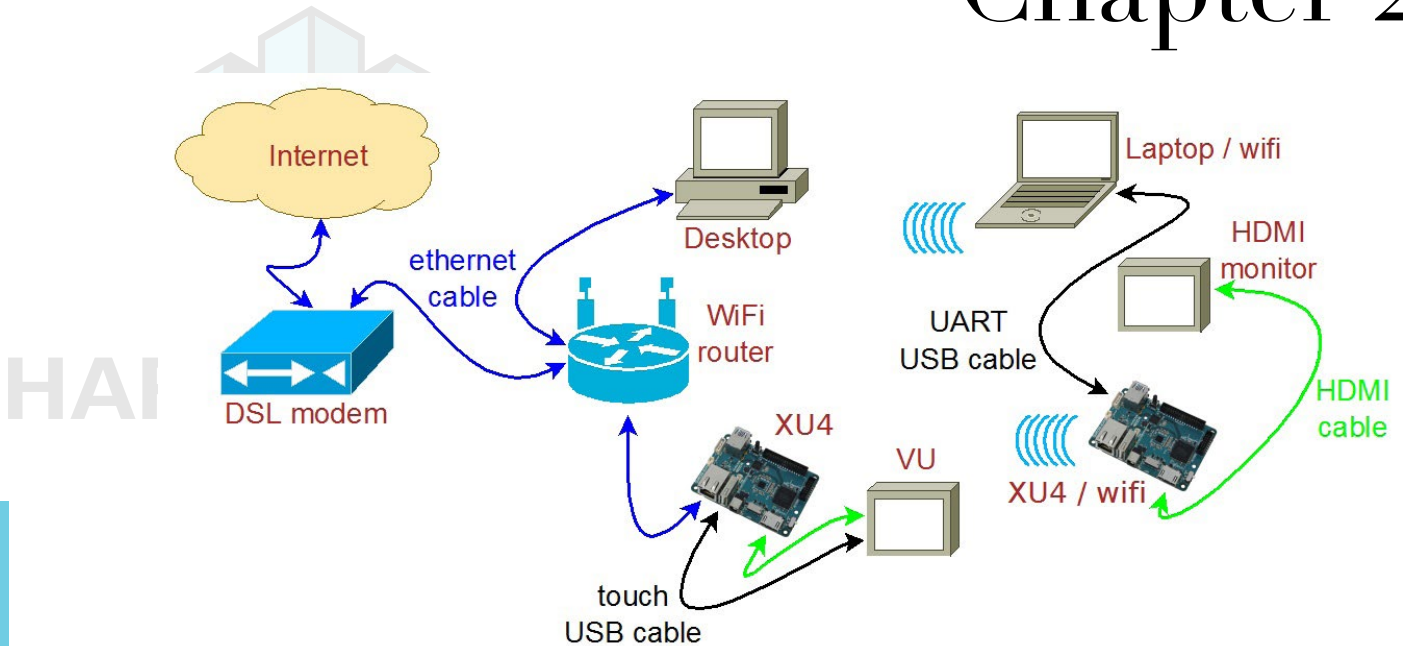 Chapter 2
Internet
Desktop
Laptop / wifi
ethernet
cable
HDMI
monitor
WiFi
router
UART
USB cable
DSL modem
HDMI
cable
XU4
VU
XU4 / wifi
touch
USB cable